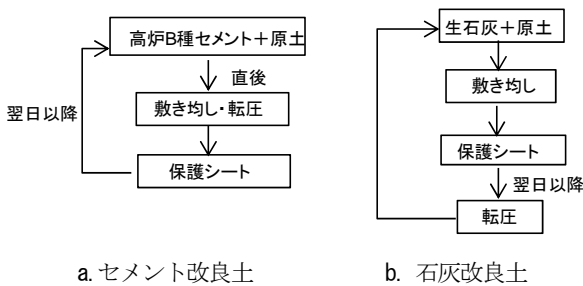 高炉B種セメント＋原土
直後
敷き均し・転圧
翌日以降
保護シート
a. セメント改良土
生石灰＋原土
敷き均し
保護シート
翌日以降
転圧
b. 石灰改良土